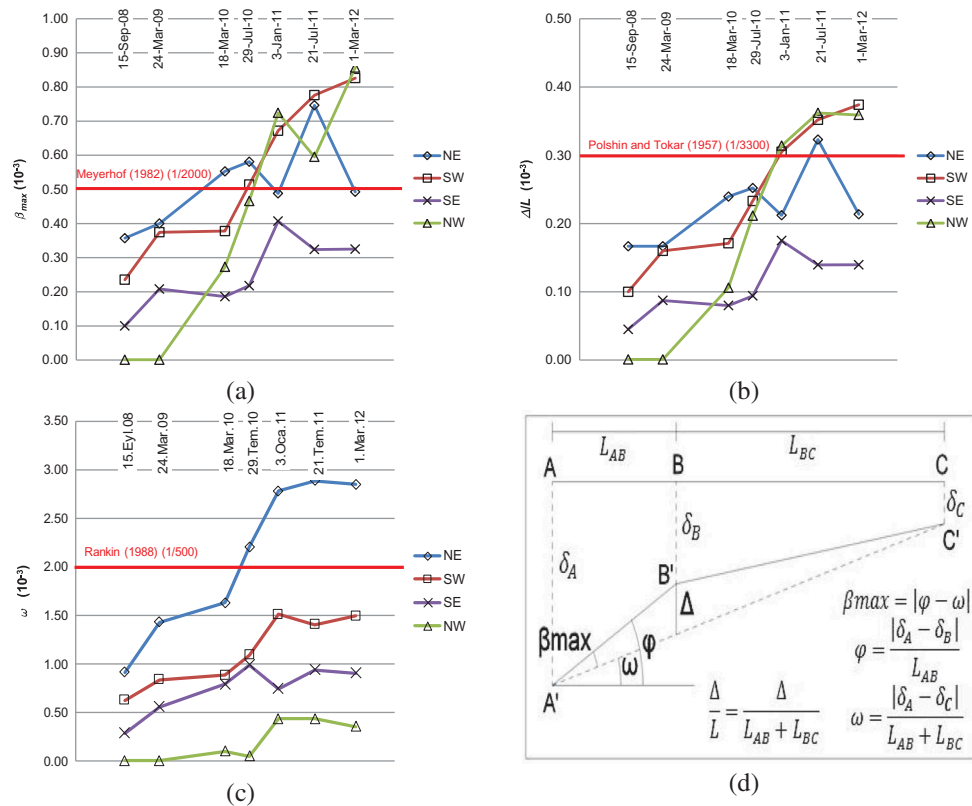 15-Sep-08
24-Mar-09
18-Mar-10
29-Jul-10
3-Jan-11
21-Jul-11
1-Mar-12
1.00
0.90
0.80
0.70
0.60
0.50
0.40
0.30
0.20
0.10
0.00
β max (10⁻³)
Meyerhof (1982) (1/2000)
NE
SW
SE
NW
(a)
15-Sep-08
24-Mar-09
18-Mar-10
29-Jul-10
3-Jan-11
21-Jul-11
1-Mar-12
0.50
0.40
0.30
0.20
0.10
0.00
Δ/L (10⁻³)
Polshin and Tokar (1957) (1/3300)
NE
SW
SE
NW
(b)
15.Eyl.08
24.Mar.09
18.Mar.10
29.Tem.10
3.Oca.11
21.Tem.11
1.Mar.12
3.50
3.00
2.50
2.00
1.50
1.00
0.50
0.00
ω (10⁻³)
Rankin (1988) (1/500)
NE
SW
SE
NW
(c)
L_AB
L_BC
A
B
C
δ_A
δ_B
δ_C
B'
C'
Δ
A'
βmax
ω
φ
βmax = |φ − ω|
φ = |δ_A − δ_B| / L_AB
Δ/L = Δ / (L_AB + L_BC)
ω = |δ_A − δ_C| / (L_AB + L_BC)
(d)